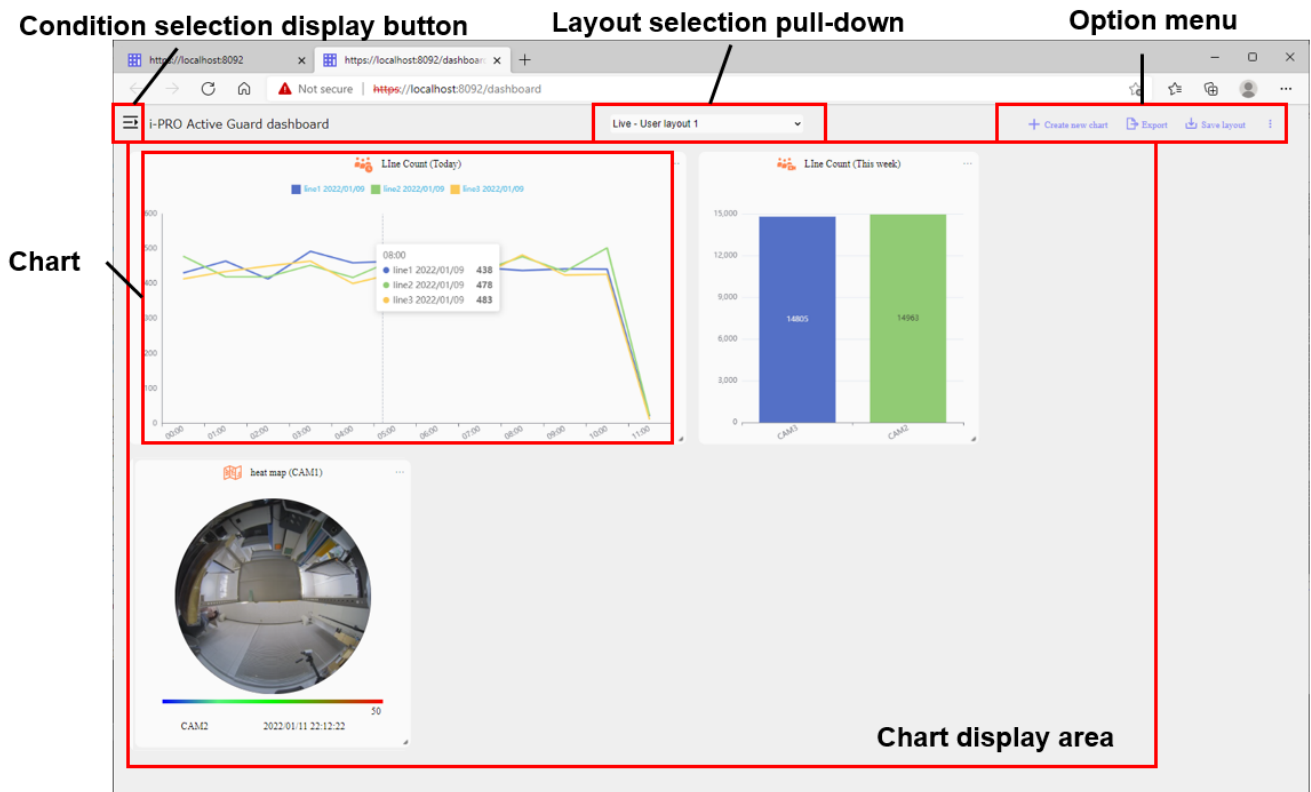 Condition selection display button
Layout selection pull-down
Option menu
https://localhost:8092
https://localhost:8092/dashboard
Not secure | https://localhost:8092/dashboard
i-PRO Active Guard dashboard
Live - User layout 1
Create new chart
Export
Save layout
LIne Count (Today)
line1 2022/01/09 line2 2022/01/09 line3 2022/01/09
600
500
400
300
200
100
0
00:00 01:00 02:00 03:00 04:00 05:00 06:00 07:00 08:00 09:00 10:00 11:00
08:00
line1 2022/01/09 438
line2 2022/01/09 478
line3 2022/01/09 483
LIne Count (This week)
15,000
12,000
9,000
6,000
3,000
0
14805
14963
CAM3 CAM2
Chart
heat map (CAM1)
50
CAM2 2022/01/11 22:12:22
Chart display area